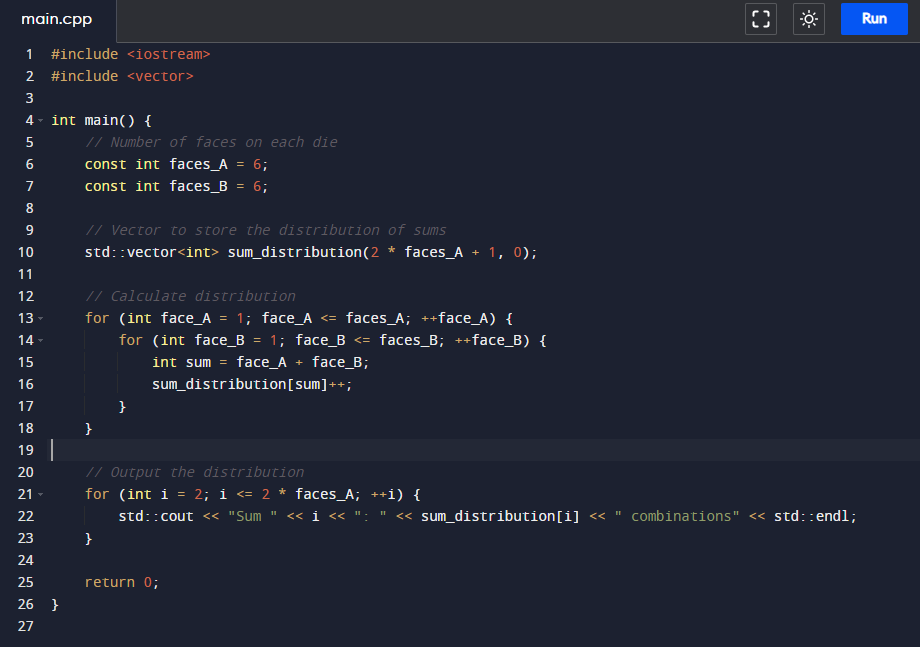 main.cpp
Run
1 #include <iostream>
2 #include <vector>
3
4 int main() {
5     // Number of faces on each die
6     const int faces_A = 6;
7     const int faces_B = 6;
8
9     // Vector to store the distribution of sums
10     std::vector<int> sum_distribution(2 * faces_A + 1, 0);
11
12     // Calculate distribution
13     for (int face_A = 1; face_A <= faces_A; ++face_A) {
14         for (int face_B = 1; face_B <= faces_B; ++face_B) {
15             int sum = face_A + face_B;
16             sum_distribution[sum]++;
17         }
18     }
19
20     // Output the distribution
21     for (int i = 2; i <= 2 * faces_A; ++i) {
22         std::cout << "Sum " << i << ": " << sum_distribution[i] << " combinations" << std::endl;
23     }
24
25     return 0;
26 }
27